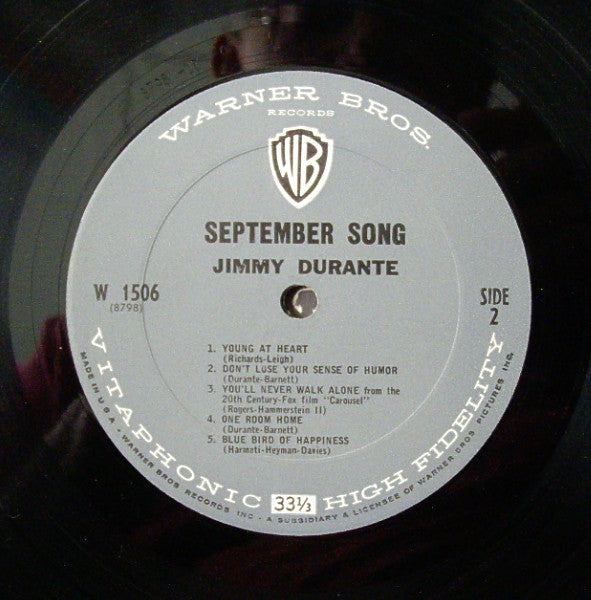 WARNER BROS.
RECORDS
WB
SEPTEMBER SONG
JIMMY DURANTE
W 1506
(8798)
SIDE
2
1. YOUNG AT HEART
(Richards-Leigh)
2. DON'T LOSE YOUR SENSE OF HUMOR
(Durante-Barnett)
3. YOU'LL NEVER WALK ALONE from the
20th Century-Fox film "Carousel"
(Rogers-Hammerstein II)
4. ONE ROOM HOME
(Durante-Barnett)
5. BLUE BIRD OF HAPPINESS
(Harmati-Heyman-Davies)
VITAPHONIC 33⅓ HIGH FIDELITY
MADE IN U.S.A. • WARNER BROS RECORDS INC • A SUBSIDIARY & LICENSEE OF WARNER BROS PICTURES INC.